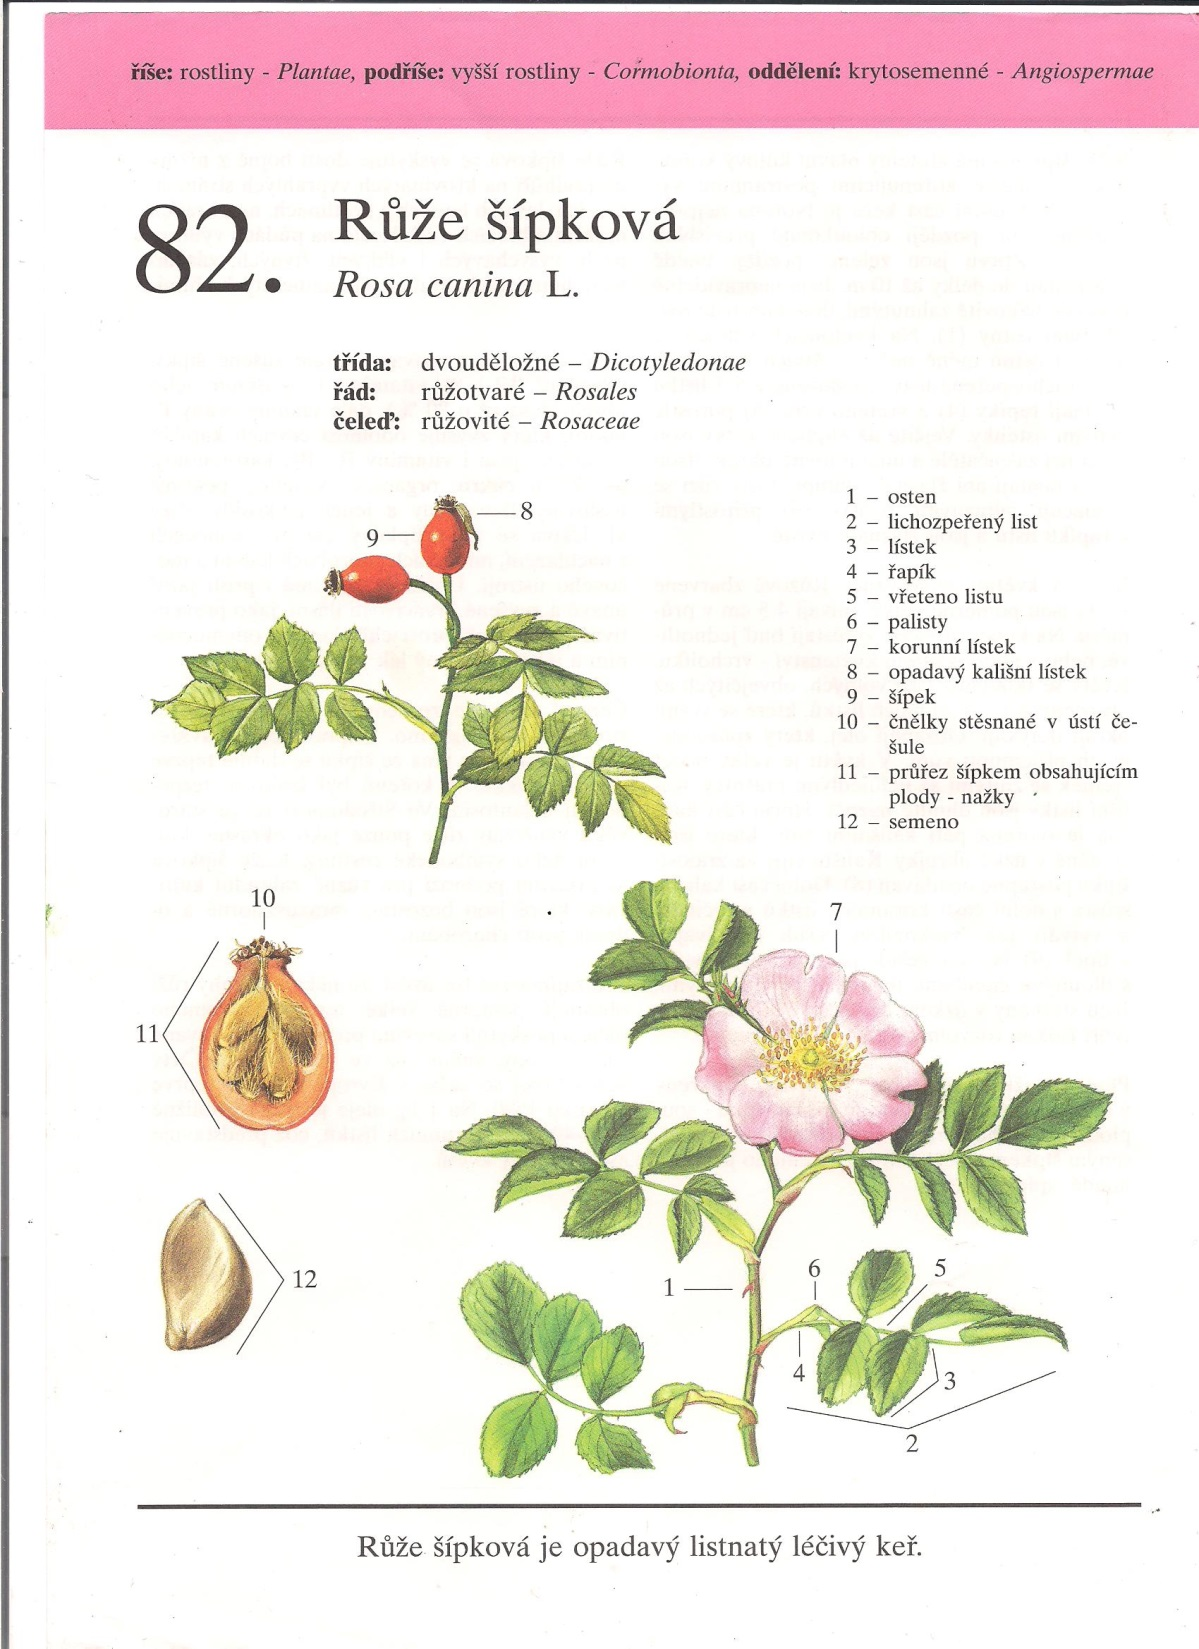 říše: rostliny - Plantae, podříše: vyšší rostliny - Cormobionta, oddělení: krytosemenné - Angiospermae
82.
Růže šípková
Rosa canina L.
třída: dvouděložné – Dicotyledonae
řád: růžotvaré – Rosales
čeleď: růžovité – Rosaceae
1 – osten
2 – lichozpeřený list
3 – lístek
4 – řapík
5 – vřeteno listu
6 – palisty
7 – korunní lístek
8 – opadavý kališní lístek
9 – šípek
10 – čnělky stěsnané v ústí če-
šule
11 – průřez šípkem obsahujícím
plody - nažky
12 – semeno
8
9
10
7
11
12
1
6
5
4
3
2
Růže šípková je opadavý listnatý léčivý keř.